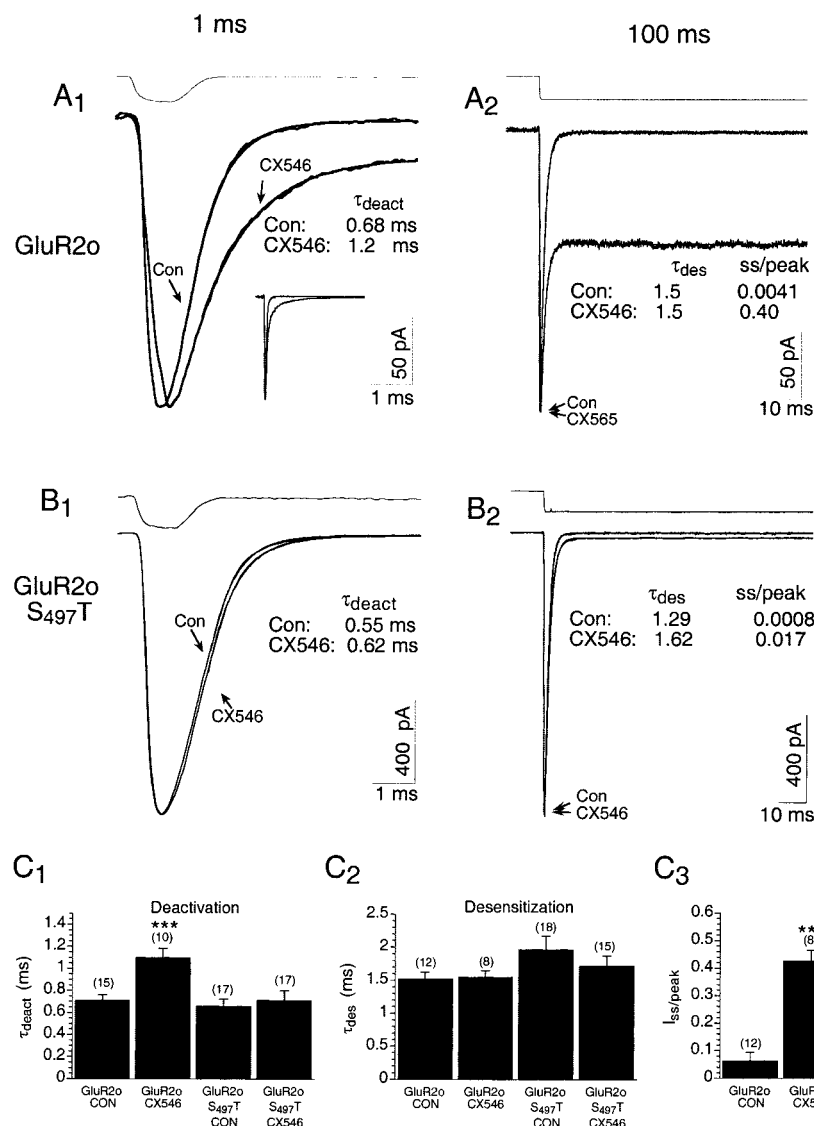 1 ms
100 ms
A1
CX546
τdeact
Con: 0.68 ms
CX546: 1.2 ms
GluR2o
Con
50 pA
1 ms
A2
τdes ss/peak
Con: 1.5 0.0041
CX546: 1.5 0.40
Con
CX565
50 pA
10 ms
B1
GluR2o
S497T
τdeact
Con: 0.55 ms
CX546: 0.62 ms
Con
CX546
400 pA
1 ms
B2
τdes ss/peak
Con: 1.29 0.0008
CX546: 1.62 0.017
Con
CX546
400 pA
10 ms
C1
Deactivation
τdeact (ms)
1.4
1.2
1
0.8
0.6
0.4
0.2
0
(15)
***
(10)
(17)
(17)
GluR2o
CON
GluR2o
CX546
GluR2o
S497T
CON
GluR2o
S497T
CX546
C2
Desensitization
τdes (ms)
2.5
2
1.5
1
0.5
0
(12)
(8)
(18)
(15)
GluR2o
CON
GluR2o
CX546
GluR2o
S497T
CON
GluR2o
S497T
CX546
C3
Iss/peak
0.6
0.5
0.4
0.3
0.2
0.1
0
(12)
**
(8
GluR2o
CON
GluR
CX5